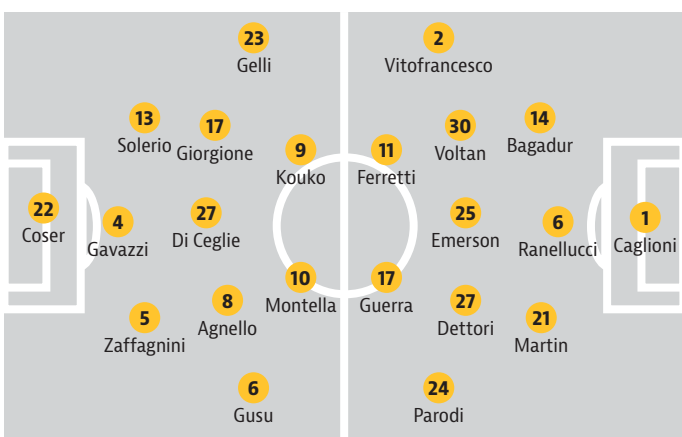 23
Gelli
2
Vitofrancesco
13
Solerio
17
Giorgione
30
Voltan
14
Bagadur
9
Kouko
11
Ferretti
22
Coser
4
Gavazzi
27
Di Ceglie
25
Emerson
6
Ranellucci
1
Caglioni
10
Montella
17
Guerra
5
Zaffagnini
8
Agnello
27
Dettori
21
Martin
6
Gusu
24
Parodi